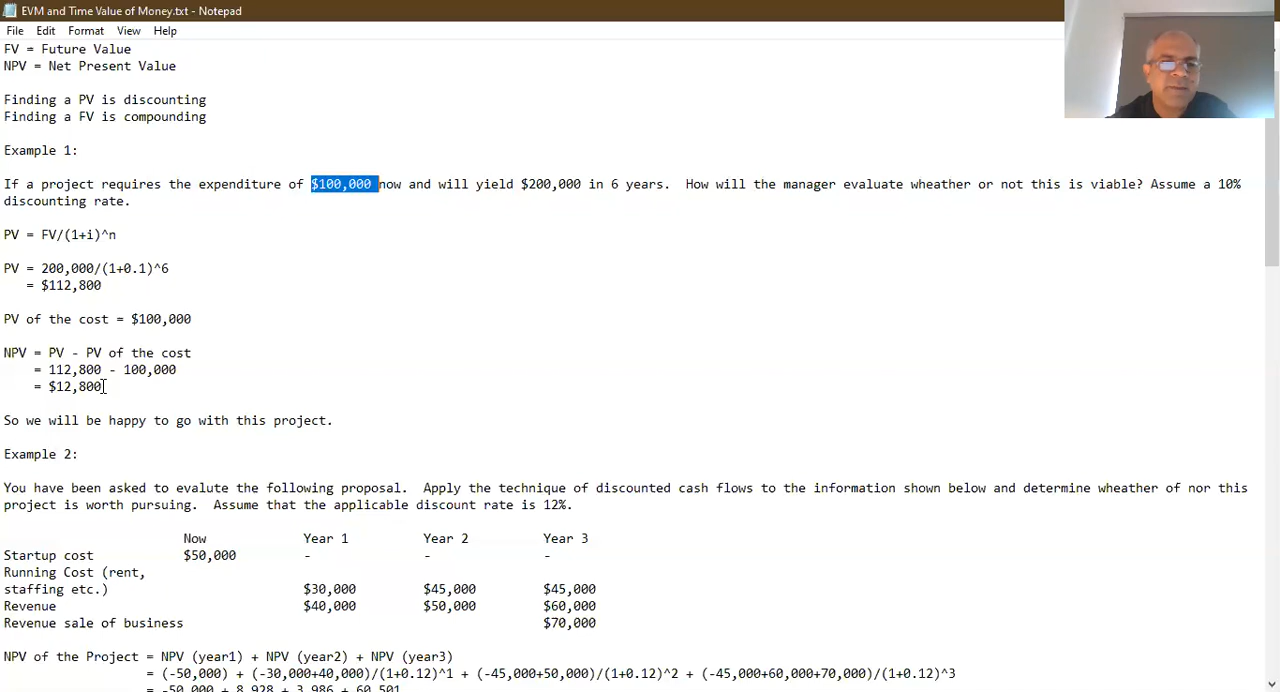 EVM and Time Value of Money.txt - Notepad
File Edit Format View Help
FV = Future Value
NPV = Net Present Value
Finding a PV is discounting
Finding a FV is compounding
Example 1:
If a project requires the expenditure of $100,000 now and will yield $200,000 in 6 years. How will the manager evaluate wheather or not this is viable? Assume a 10%
discounting rate.
PV = FV/(1+i)^n
PV = 200,000/(1+0.1)^6
= $112,800
PV of the cost = $100,000
NPV = PV - PV of the cost
= 112,800 - 100,000
= $12,800
So we will be happy to go with this project.
Example 2:
You have been asked to evaluate the following proposal. Apply the technique of discounted cash flows to the information shown below and determine wheather of nor this
project is worth pursuing. Assume that the applicable discount rate is 12%.
Now Year 1 Year 2 Year 3
Startup cost $50,000 - - -
Running Cost (rent,
staffing etc.) $30,000 $45,000 $45,000
Revenue $40,000 $50,000 $60,000
Revenue sale of business $70,000
NPV of the Project = NPV (year1) + NPV (year2) + NPV (year3)
= (-50,000) + (-30,000+40,000)/(1+0.12)^1 + (-45,000+50,000)/(1+0.12)^2 + (-45,000+60,000+70,000)/(1+0.12)^3
= -50,000 + 8,928 + 3,986 + 60,501